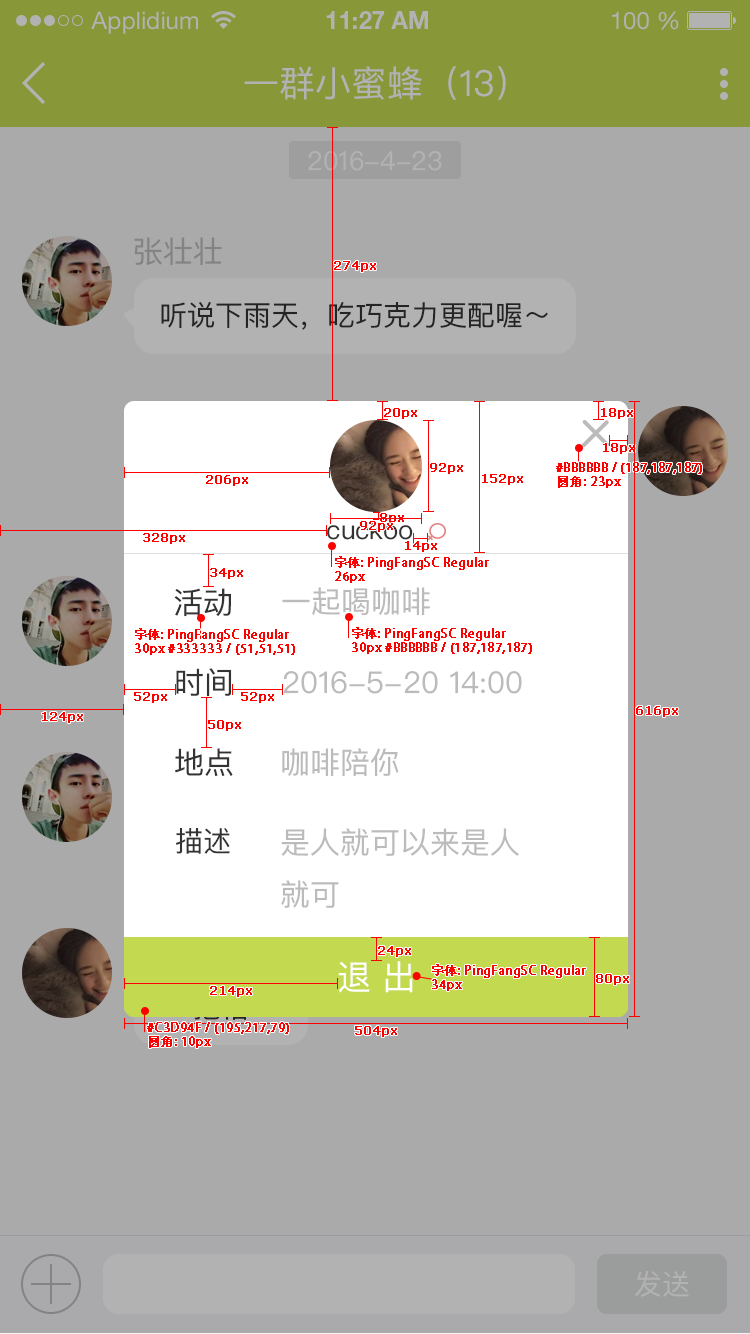 Applidium 11:27 AM 100 %
一群小蜜蜂（13）
2016-4-23
张壮壮
274px
听说下雨天，吃巧克力更配喔～
20px
18px
18px
92px
152px
206px
#BBBBBB / (187,187,187)
圆角: 23px
8px
92px
328px
CUCKOO
14px
字体: PingFangSC Regular
26px
34px
活动 一起喝咖啡
字体: PingFangSC Regular
30px #333333 / (51,51,51)
字体: PingFangSC Regular
30px #BBBBBB / (187,187,187)
时间 2016-5-20 14:00
52px
52px
124px
616px
50px
地点 咖啡陪你
描述 是人就可以来是人
就可
24px
退 出
字体: PingFangSC Regular
34px
80px
214px
#C3D94F / (195,217,79)
圆角: 10px
504px
发送